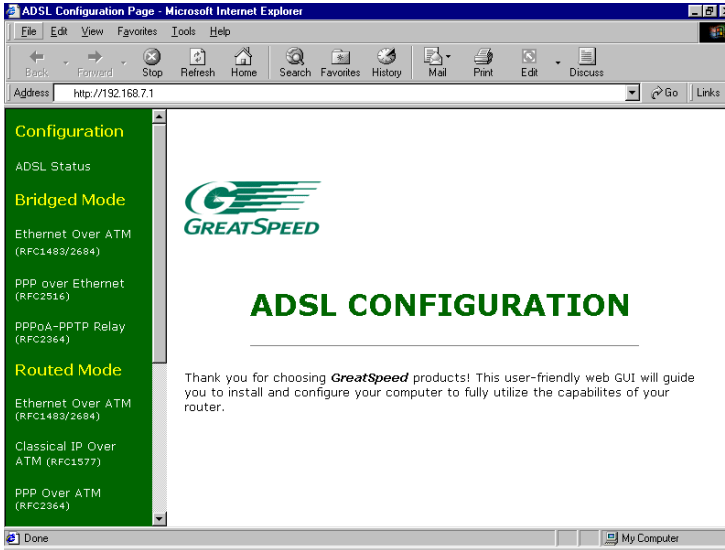 ADSL Configuration Page - Microsoft Internet Explorer
File Edit View Favorites Tools Help
Back Forward Stop Refresh Home Search Favorites History Mail Print Edit Discuss
Address http://192.168.7.1 Go Links
Configuration
ADSL Status
Bridged Mode
Ethernet Over ATM
(RFC1483/2684)
PPP over Ethernet
(RFC2516)
PPPoA-PPTP Relay
(RFC2364)
Routed Mode
Ethernet Over ATM
(RFC1483/2684)
Classical IP Over
ATM (RFC1577)
PPP Over ATM
(RFC2364)
GREATSPEED
ADSL CONFIGURATION
Thank you for choosing GreatSpeed products! This user-friendly web GUI will guide
you to install and configure your computer to fully utilize the capabilites of your
router.
Done My Computer